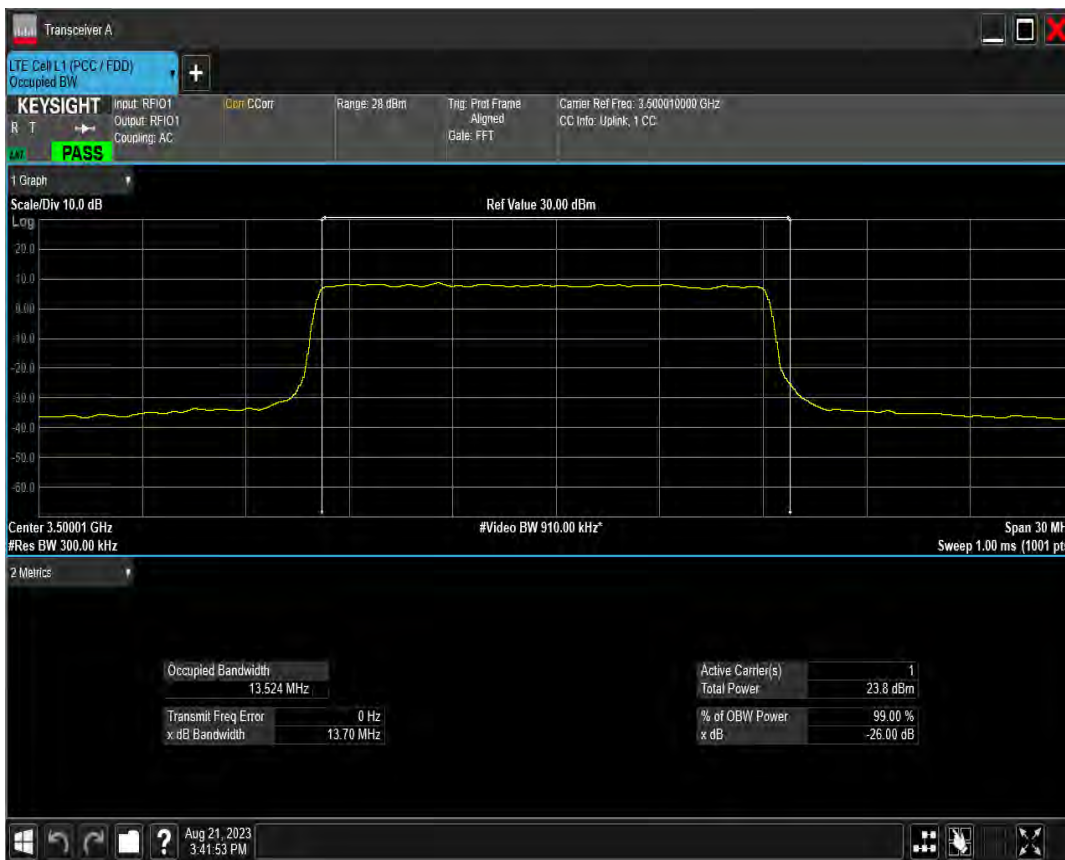 Transceiver A
LTE Cell L1 (PCC / FDD)
Occupied BW
+
KEYSIGHT
R T
PASS
Input: RFIO1
Output: RFIO1
Coupling: AC
Corr CCorr
Range: 28 dBm
Trig: Prot Frame
Aligned
Gate: FFT
Carrier Ref Freq: 3.500010000 GHz
CC Info: Uplink, 1 CC
1 Graph
Scale/Div 10.0 dB
Ref Value 30.00 dBm
Log
20.0
10.0
0.00
-10.0
-20.0
-30.0
-40.0
-50.0
-60.0
Center 3.50001 GHz
#Video BW 910.00 kHz*
Span 30 MH
#Res BW 300.00 kHz
Sweep 1.00 ms (1001 pts
2 Metrics
Occupied Bandwidth
13.524 MHz
Transmit Freq Error 0 Hz
x dB Bandwidth 13.70 MHz
Active Carrier(s) 1
Total Power 23.8 dBm
% of OBW Power 99.00 %
x dB -26.00 dB
?
Aug 21, 2023
3:41:53 PM